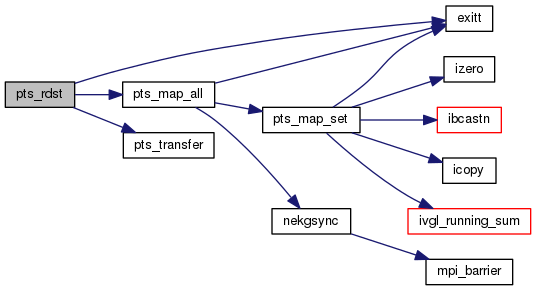 exitt
izero
pts_rdst
pts_map_all
pts_map_set
ibcastn
pts_transfer
icopy
nekgsync
ivgl_running_sum
mpi_barrier